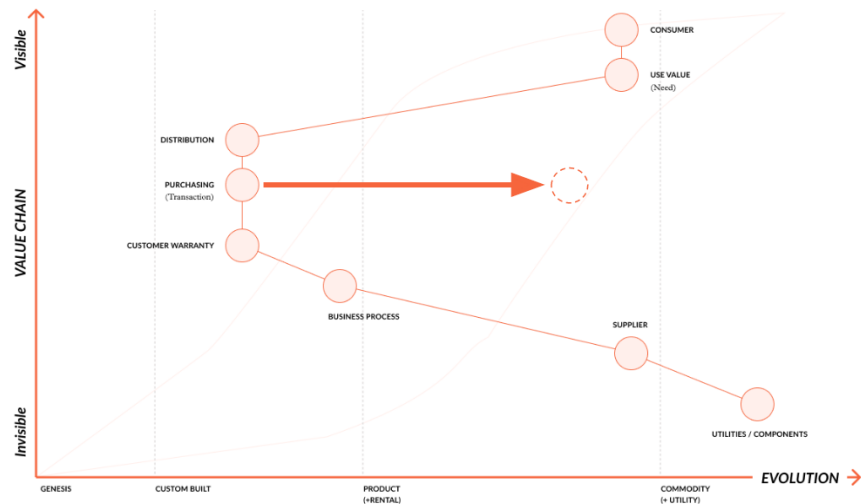 Visible
CONSUMER
USE VALUE
(Need)
DISTRIBUTION
PURCHASING
(Transaction)
VALUE CHAIN
CUSTOMER WARRANTY
BUSINESS PROCESS
SUPPLIER
Invisible
UTILITIES / COMPONENTS
EVOLUTION
GENESIS
CUSTOM BUILT
PRODUCT
(+RENTAL)
COMMODITY
(+ UTILITY)